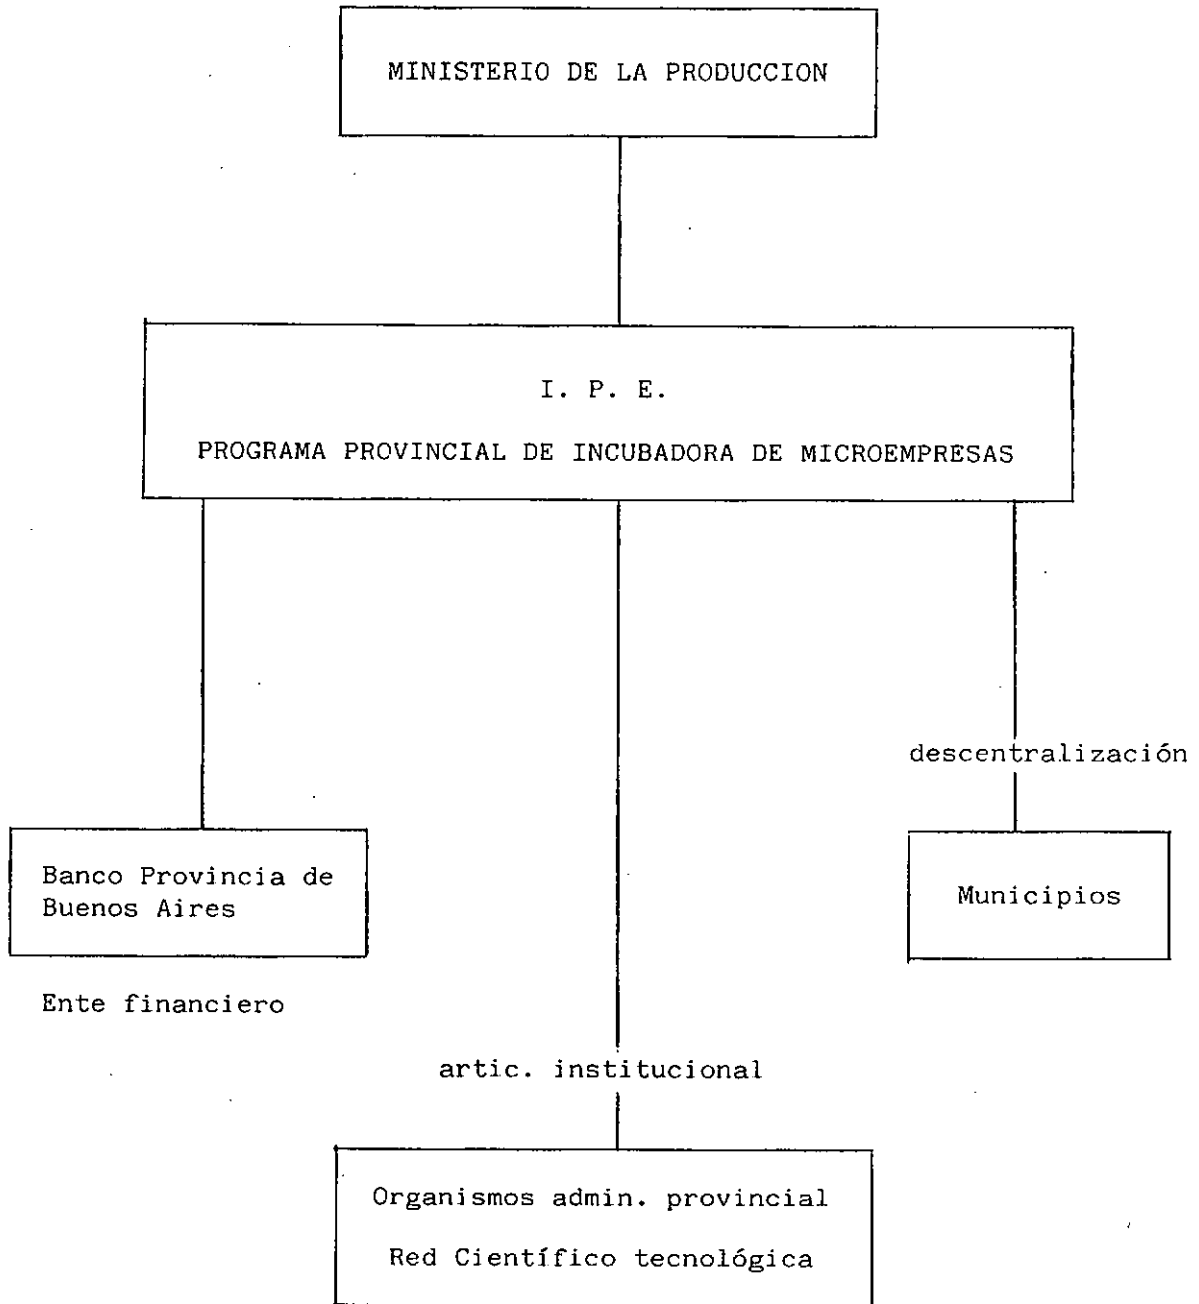 MINISTERIO DE LA PRODUCCION
I. P. E.
PROGRAMA PROVINCIAL DE INCUBADORA DE MICROEMPRESAS
descentralización
Banco Provincia de
Buenos Aires
Municipios
Ente financiero
artic. institucional
Organismos admin. provincial
Red Científico tecnológica